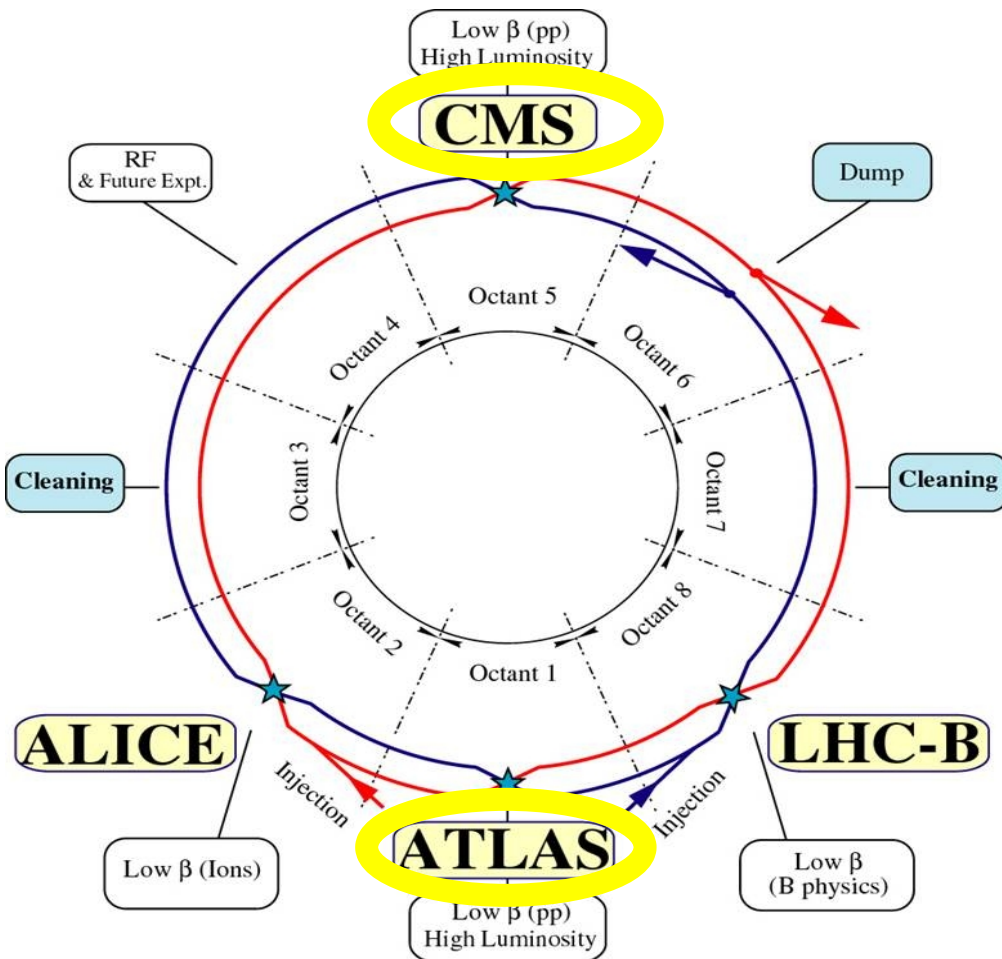 Low β (pp)
High Luminosity
CMS
RF
& Future Expt.
Dump
Octant 5
Octant 4
Octant 6
Cleaning
Octant 3
Octant 7
Cleaning
Octant 2
Octant 8
Octant 1
ALICE
LHC-B
Injection
Injection
ATLAS
Low β (Ions)
Low β
(B physics)
Low β (pp)
High Luminosity